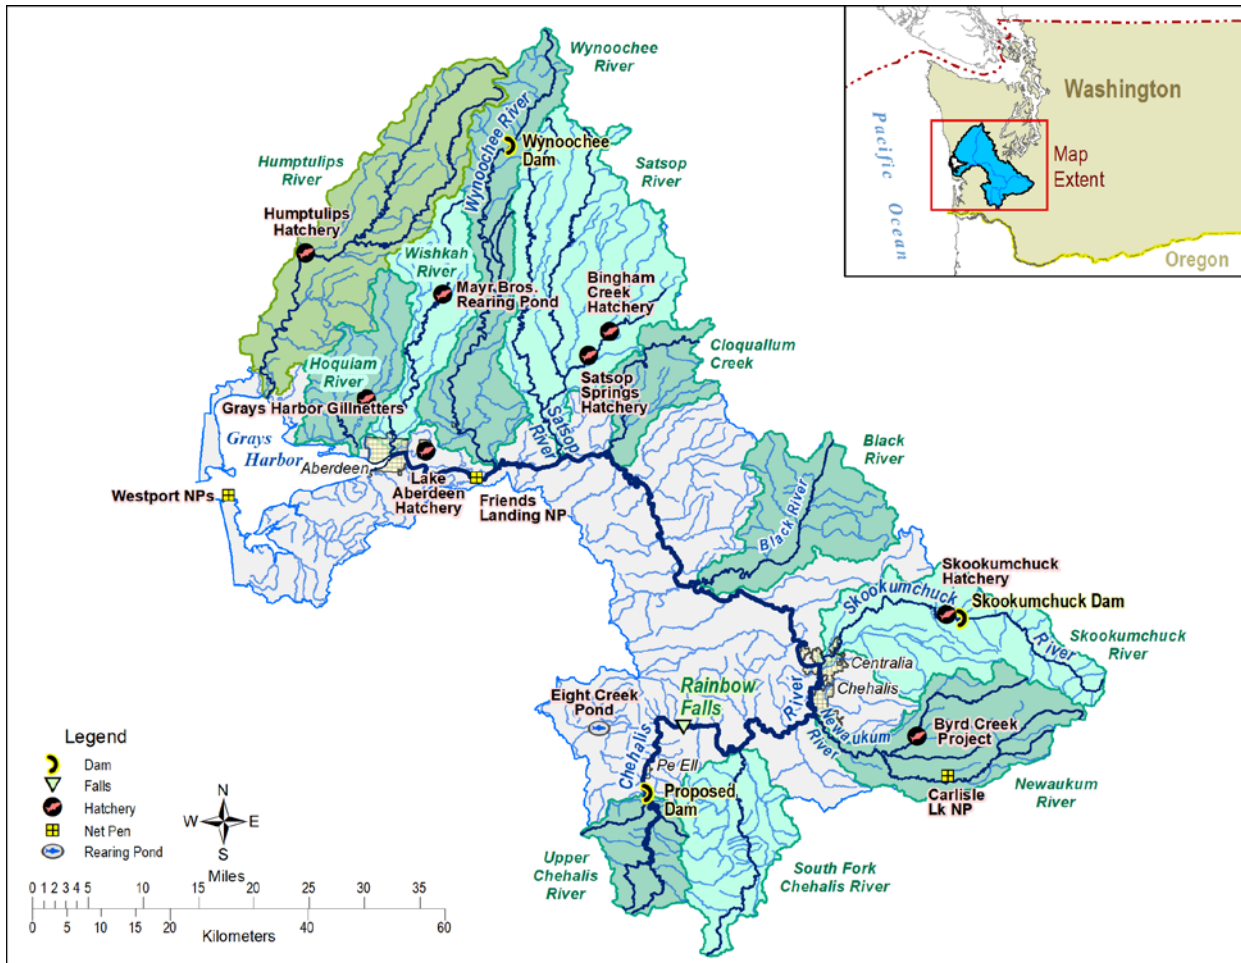 Wynoochee
River
Washington
Pacific Ocean
Map
Extent
Oregon
Humptulips
River
Wynoochee River
Wynoochee
Dam
Satsop
River
Humptulips
Hatchery
Wishkah
River
Mayr Bros.
Rearing Pond
Bingham
Creek
Hatchery
Cloquallum
Creek
Hoquiam
River
Satsop
Springs
Hatchery
Grays Harbor Gillnetters
Grays
Harbor
Aberdeen
Satsop
River
Lake
Aberdeen
Hatchery
Friends
Landing NP
Westport NPs
Black
River
Black River
Skookumchuck
Hatchery
Skookumchuck
River
Skookumchuck Dam
Skookumchuck
River
Centralia
Chehalis
Eight Creek
Pond
Rainbow
Falls
Chehalis
River
Newaukum
River
Byrd Creek
Project
Pe Ell
Proposed
Dam
Carlisle
Lk NP
Newaukum
River
Upper
Chehalis
River
South Fork
Chehalis River
Legend
Dam
Falls
Hatchery
Net Pen
Rearing Pond
N
W E
S
Miles
0 1 2 3 4 5 10 15 20 25 30 35
0 5 10 15 20 40 60
Kilometers